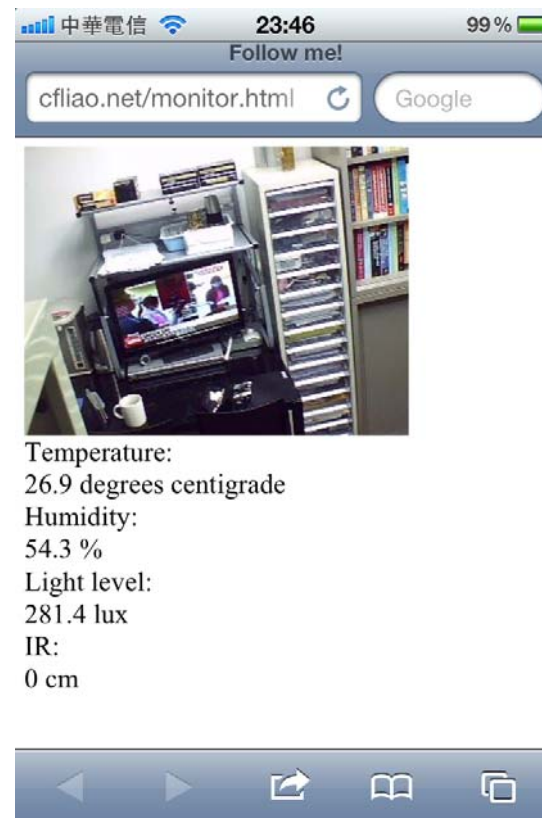 中華電信 23:46 99%
Follow me!
cfliao.net/monitor.html Google
Temperature:
26.9 degrees centigrade
Humidity:
54.3 %
Light level:
281.4 lux
IR:
0 cm